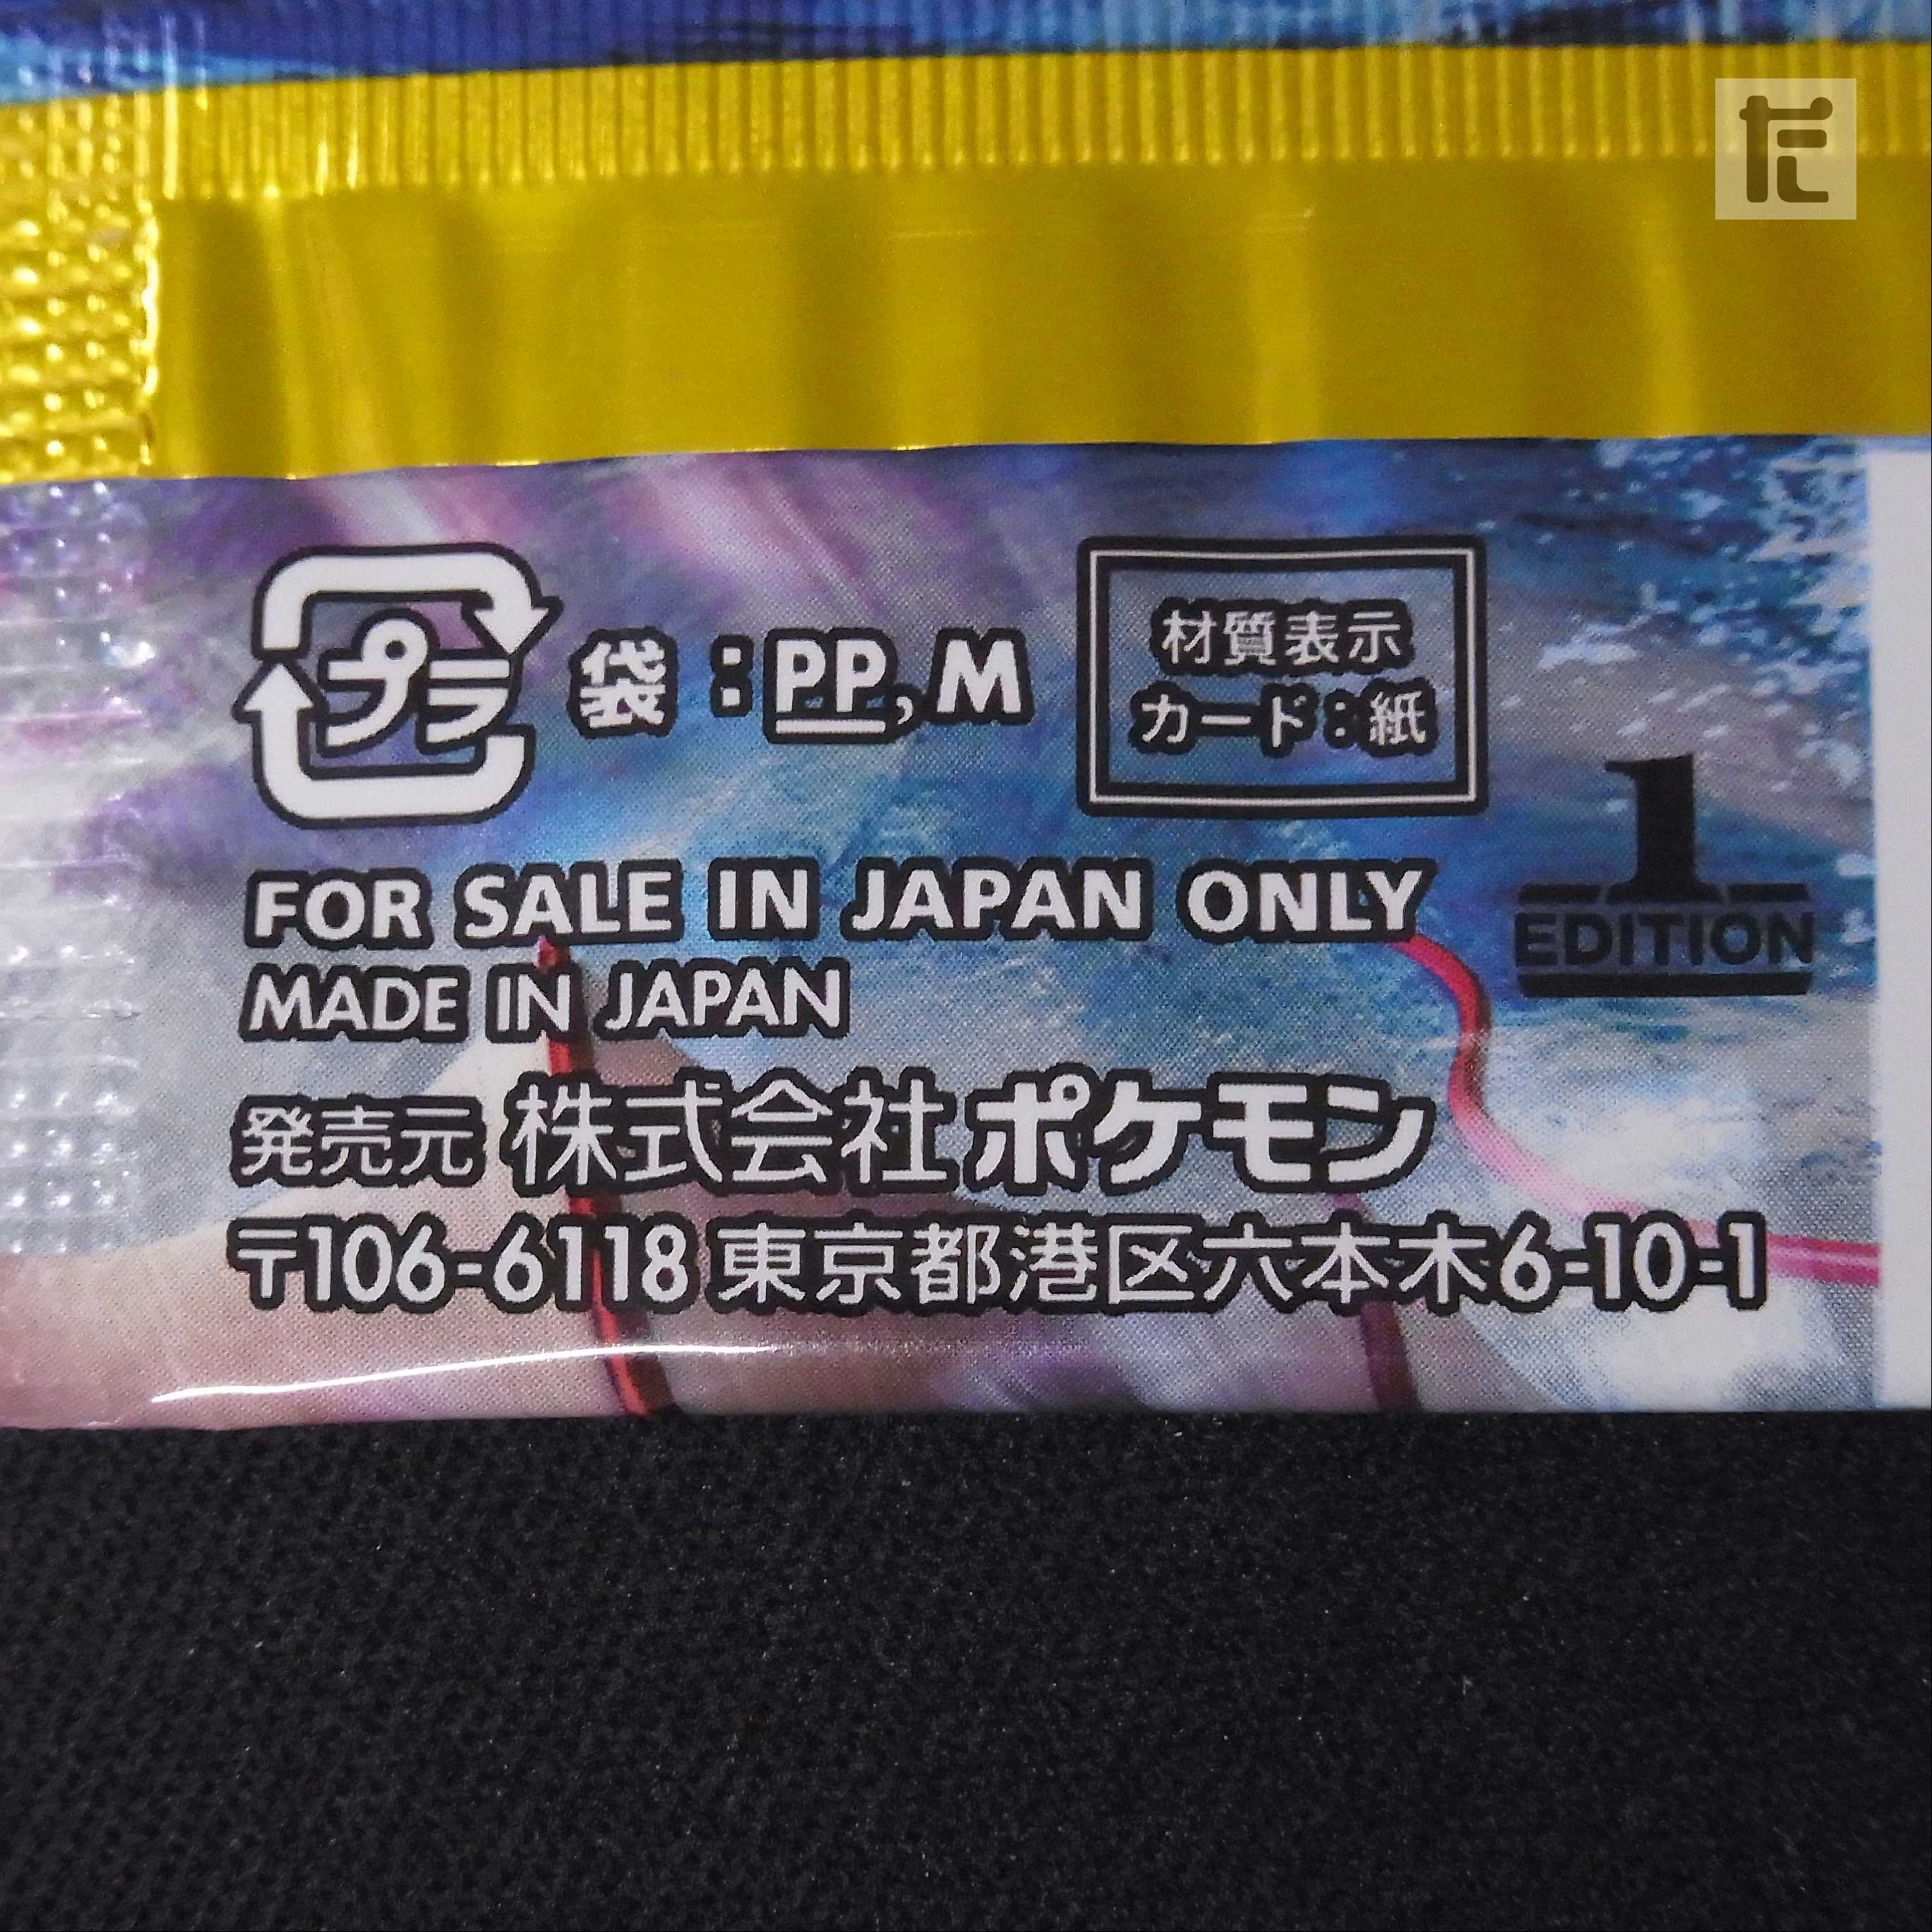 た
プラ 袋：PP, M
材質表示
カード：紙
1
EDITION
FOR SALE IN JAPAN ONLY
MADE IN JAPAN
発売元 株式会社ポケモン
〒106-6118 東京都港区六本木6-10-1